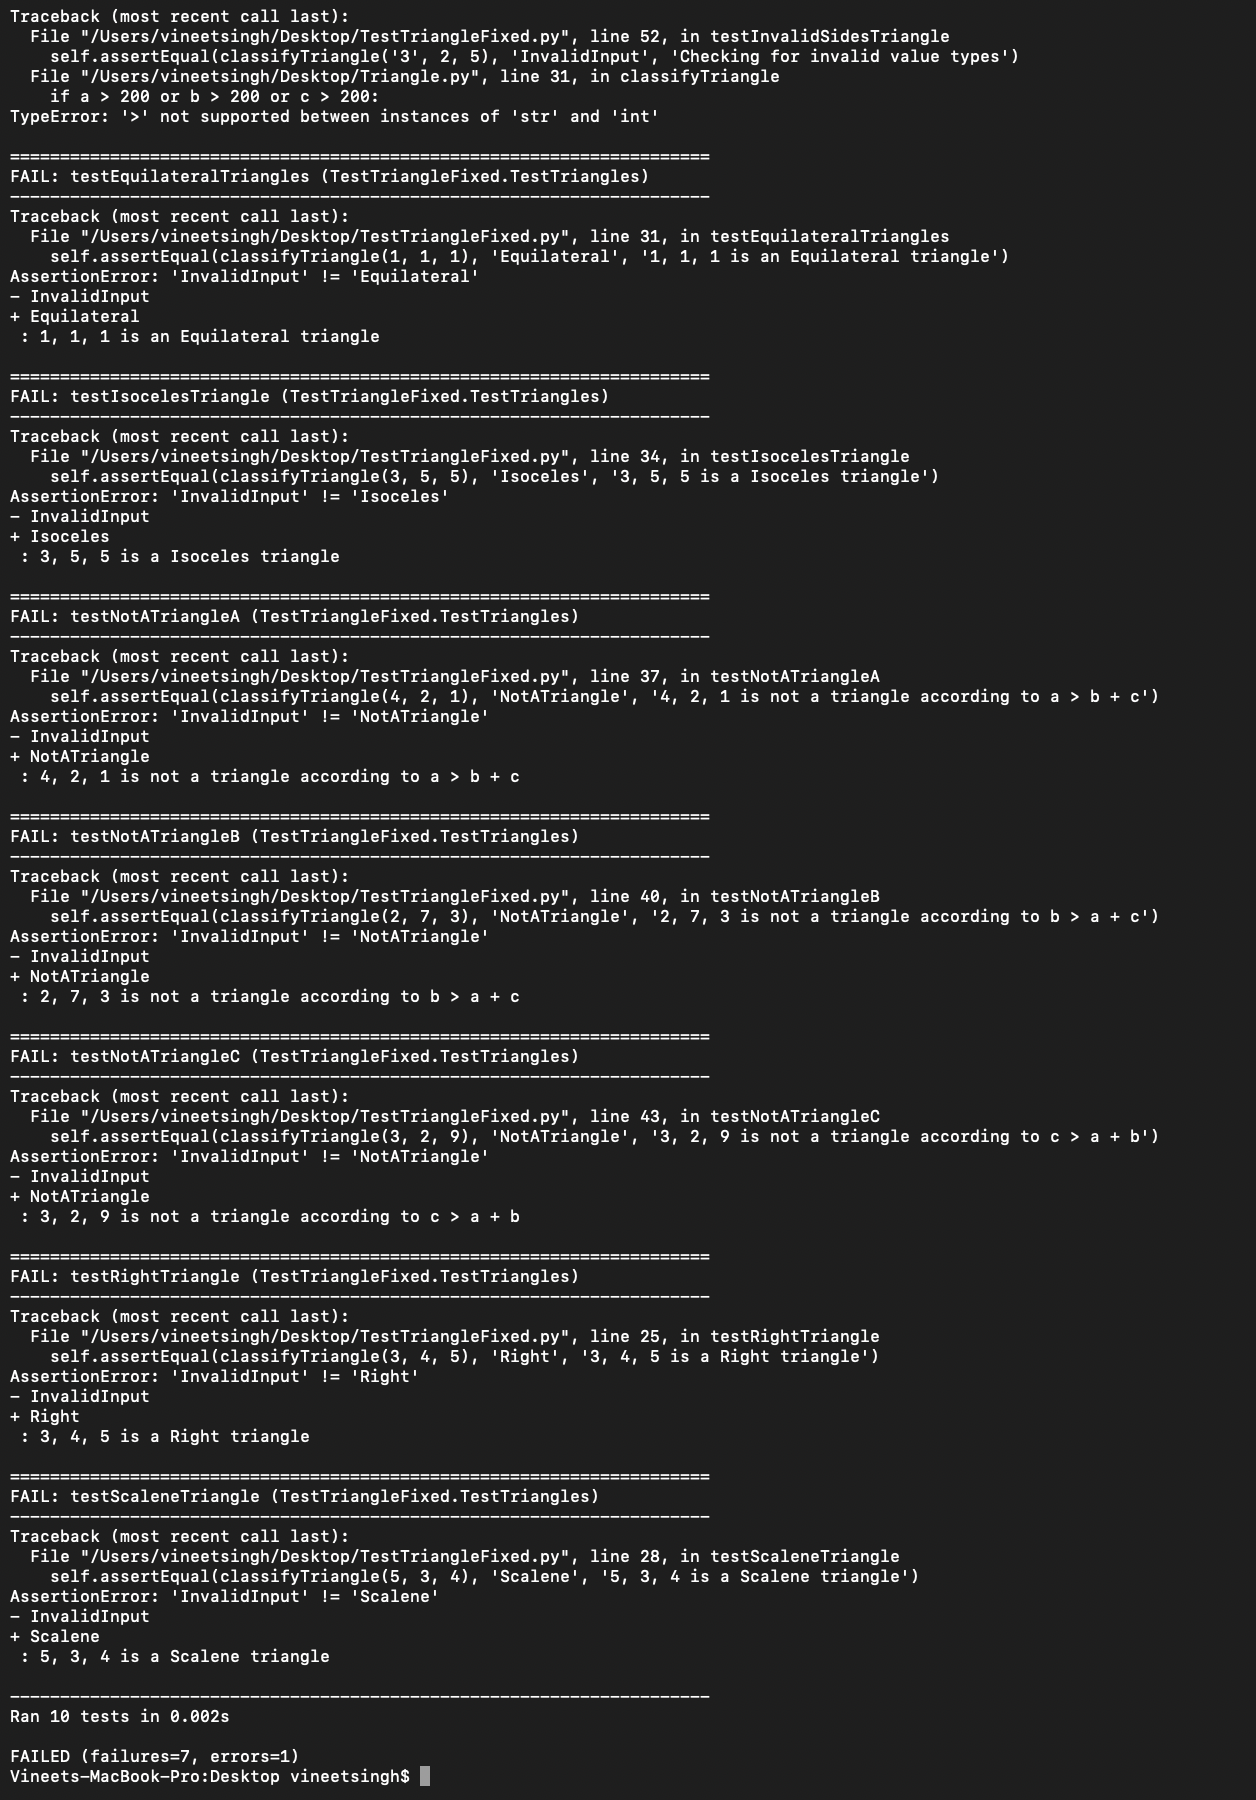 Traceback (most recent call last):
  File "/Users/vineetsingh/Desktop/TestTriangleFixed.py", line 52, in testInvalidSidesTriangle
    self.assertEqual(classifyTriangle('3', 2, 5), 'InvalidInput', 'Checking for invalid value types')
  File "/Users/vineetsingh/Desktop/Triangle.py", line 31, in classifyTriangle
    if a > 200 or b > 200 or c > 200:
TypeError: '>' not supported between instances of 'str' and 'int'

======================================================================
FAIL: testEquilateralTriangles (TestTriangleFixed.TestTriangles)
----------------------------------------------------------------------
Traceback (most recent call last):
  File "/Users/vineetsingh/Desktop/TestTriangleFixed.py", line 31, in testEquilateralTriangles
    self.assertEqual(classifyTriangle(1, 1, 1), 'Equilateral', '1, 1, 1 is an Equilateral triangle')
AssertionError: 'InvalidInput' != 'Equilateral'
- InvalidInput
+ Equilateral
 : 1, 1, 1 is an Equilateral triangle

======================================================================
FAIL: testIsocelesTriangle (TestTriangleFixed.TestTriangles)
----------------------------------------------------------------------
Traceback (most recent call last):
  File "/Users/vineetsingh/Desktop/TestTriangleFixed.py", line 34, in testIsocelesTriangle
    self.assertEqual(classifyTriangle(3, 5, 5), 'Isoceles', '3, 5, 5 is a Isoceles triangle')
AssertionError: 'InvalidInput' != 'Isoceles'
- InvalidInput
+ Isoceles
 : 3, 5, 5 is a Isoceles triangle

======================================================================
FAIL: testNotATriangleA (TestTriangleFixed.TestTriangles)
----------------------------------------------------------------------
Traceback (most recent call last):
  File "/Users/vineetsingh/Desktop/TestTriangleFixed.py", line 37, in testNotATriangleA
    self.assertEqual(classifyTriangle(4, 2, 1), 'NotATriangle', '4, 2, 1 is not a triangle according to a > b + c')
AssertionError: 'InvalidInput' != 'NotATriangle'
- InvalidInput
+ NotATriangle
 : 4, 2, 1 is not a triangle according to a > b + c

======================================================================
FAIL: testNotATriangleB (TestTriangleFixed.TestTriangles)
----------------------------------------------------------------------
Traceback (most recent call last):
  File "/Users/vineetsingh/Desktop/TestTriangleFixed.py", line 40, in testNotATriangleB
    self.assertEqual(classifyTriangle(2, 7, 3), 'NotATriangle', '2, 7, 3 is not a triangle according to b > a + c')
AssertionError: 'InvalidInput' != 'NotATriangle'
- InvalidInput
+ NotATriangle
 : 2, 7, 3 is not a triangle according to b > a + c

======================================================================
FAIL: testNotATriangleC (TestTriangleFixed.TestTriangles)
----------------------------------------------------------------------
Traceback (most recent call last):
  File "/Users/vineetsingh/Desktop/TestTriangleFixed.py", line 43, in testNotATriangleC
    self.assertEqual(classifyTriangle(3, 2, 9), 'NotATriangle', '3, 2, 9 is not a triangle according to c > a + b')
AssertionError: 'InvalidInput' != 'NotATriangle'
- InvalidInput
+ NotATriangle
 : 3, 2, 9 is not a triangle according to c > a + b

======================================================================
FAIL: testRightTriangle (TestTriangleFixed.TestTriangles)
----------------------------------------------------------------------
Traceback (most recent call last):
  File "/Users/vineetsingh/Desktop/TestTriangleFixed.py", line 25, in testRightTriangle
    self.assertEqual(classifyTriangle(3, 4, 5), 'Right', '3, 4, 5 is a Right triangle')
AssertionError: 'InvalidInput' != 'Right'
- InvalidInput
+ Right
 : 3, 4, 5 is a Right triangle

======================================================================
FAIL: testScaleneTriangle (TestTriangleFixed.TestTriangles)
----------------------------------------------------------------------
Traceback (most recent call last):
  File "/Users/vineetsingh/Desktop/TestTriangleFixed.py", line 28, in testScaleneTriangle
    self.assertEqual(classifyTriangle(5, 3, 4), 'Scalene', '5, 3, 4 is a Scalene triangle')
AssertionError: 'InvalidInput' != 'Scalene'
- InvalidInput
+ Scalene
 : 5, 3, 4 is a Scalene triangle

----------------------------------------------------------------------
Ran 10 tests in 0.002s

FAILED (failures=7, errors=1)
Vineets-MacBook-Pro:Desktop vineetsingh$